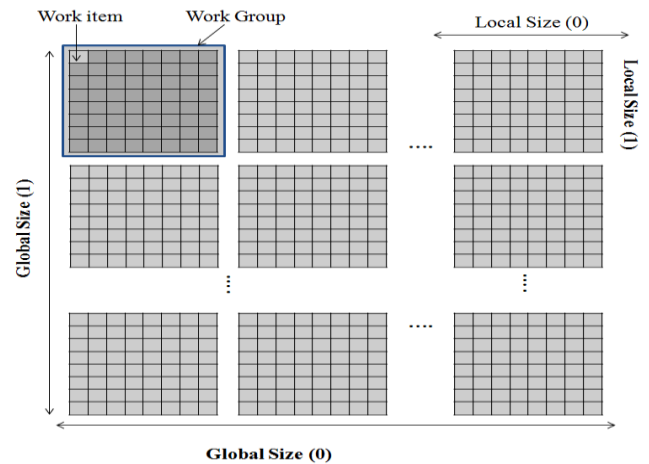 Work item
Work Group
Local Size (0)
Local Size (1)
Global Size (1)
....
....
....
....
Global Size (0)